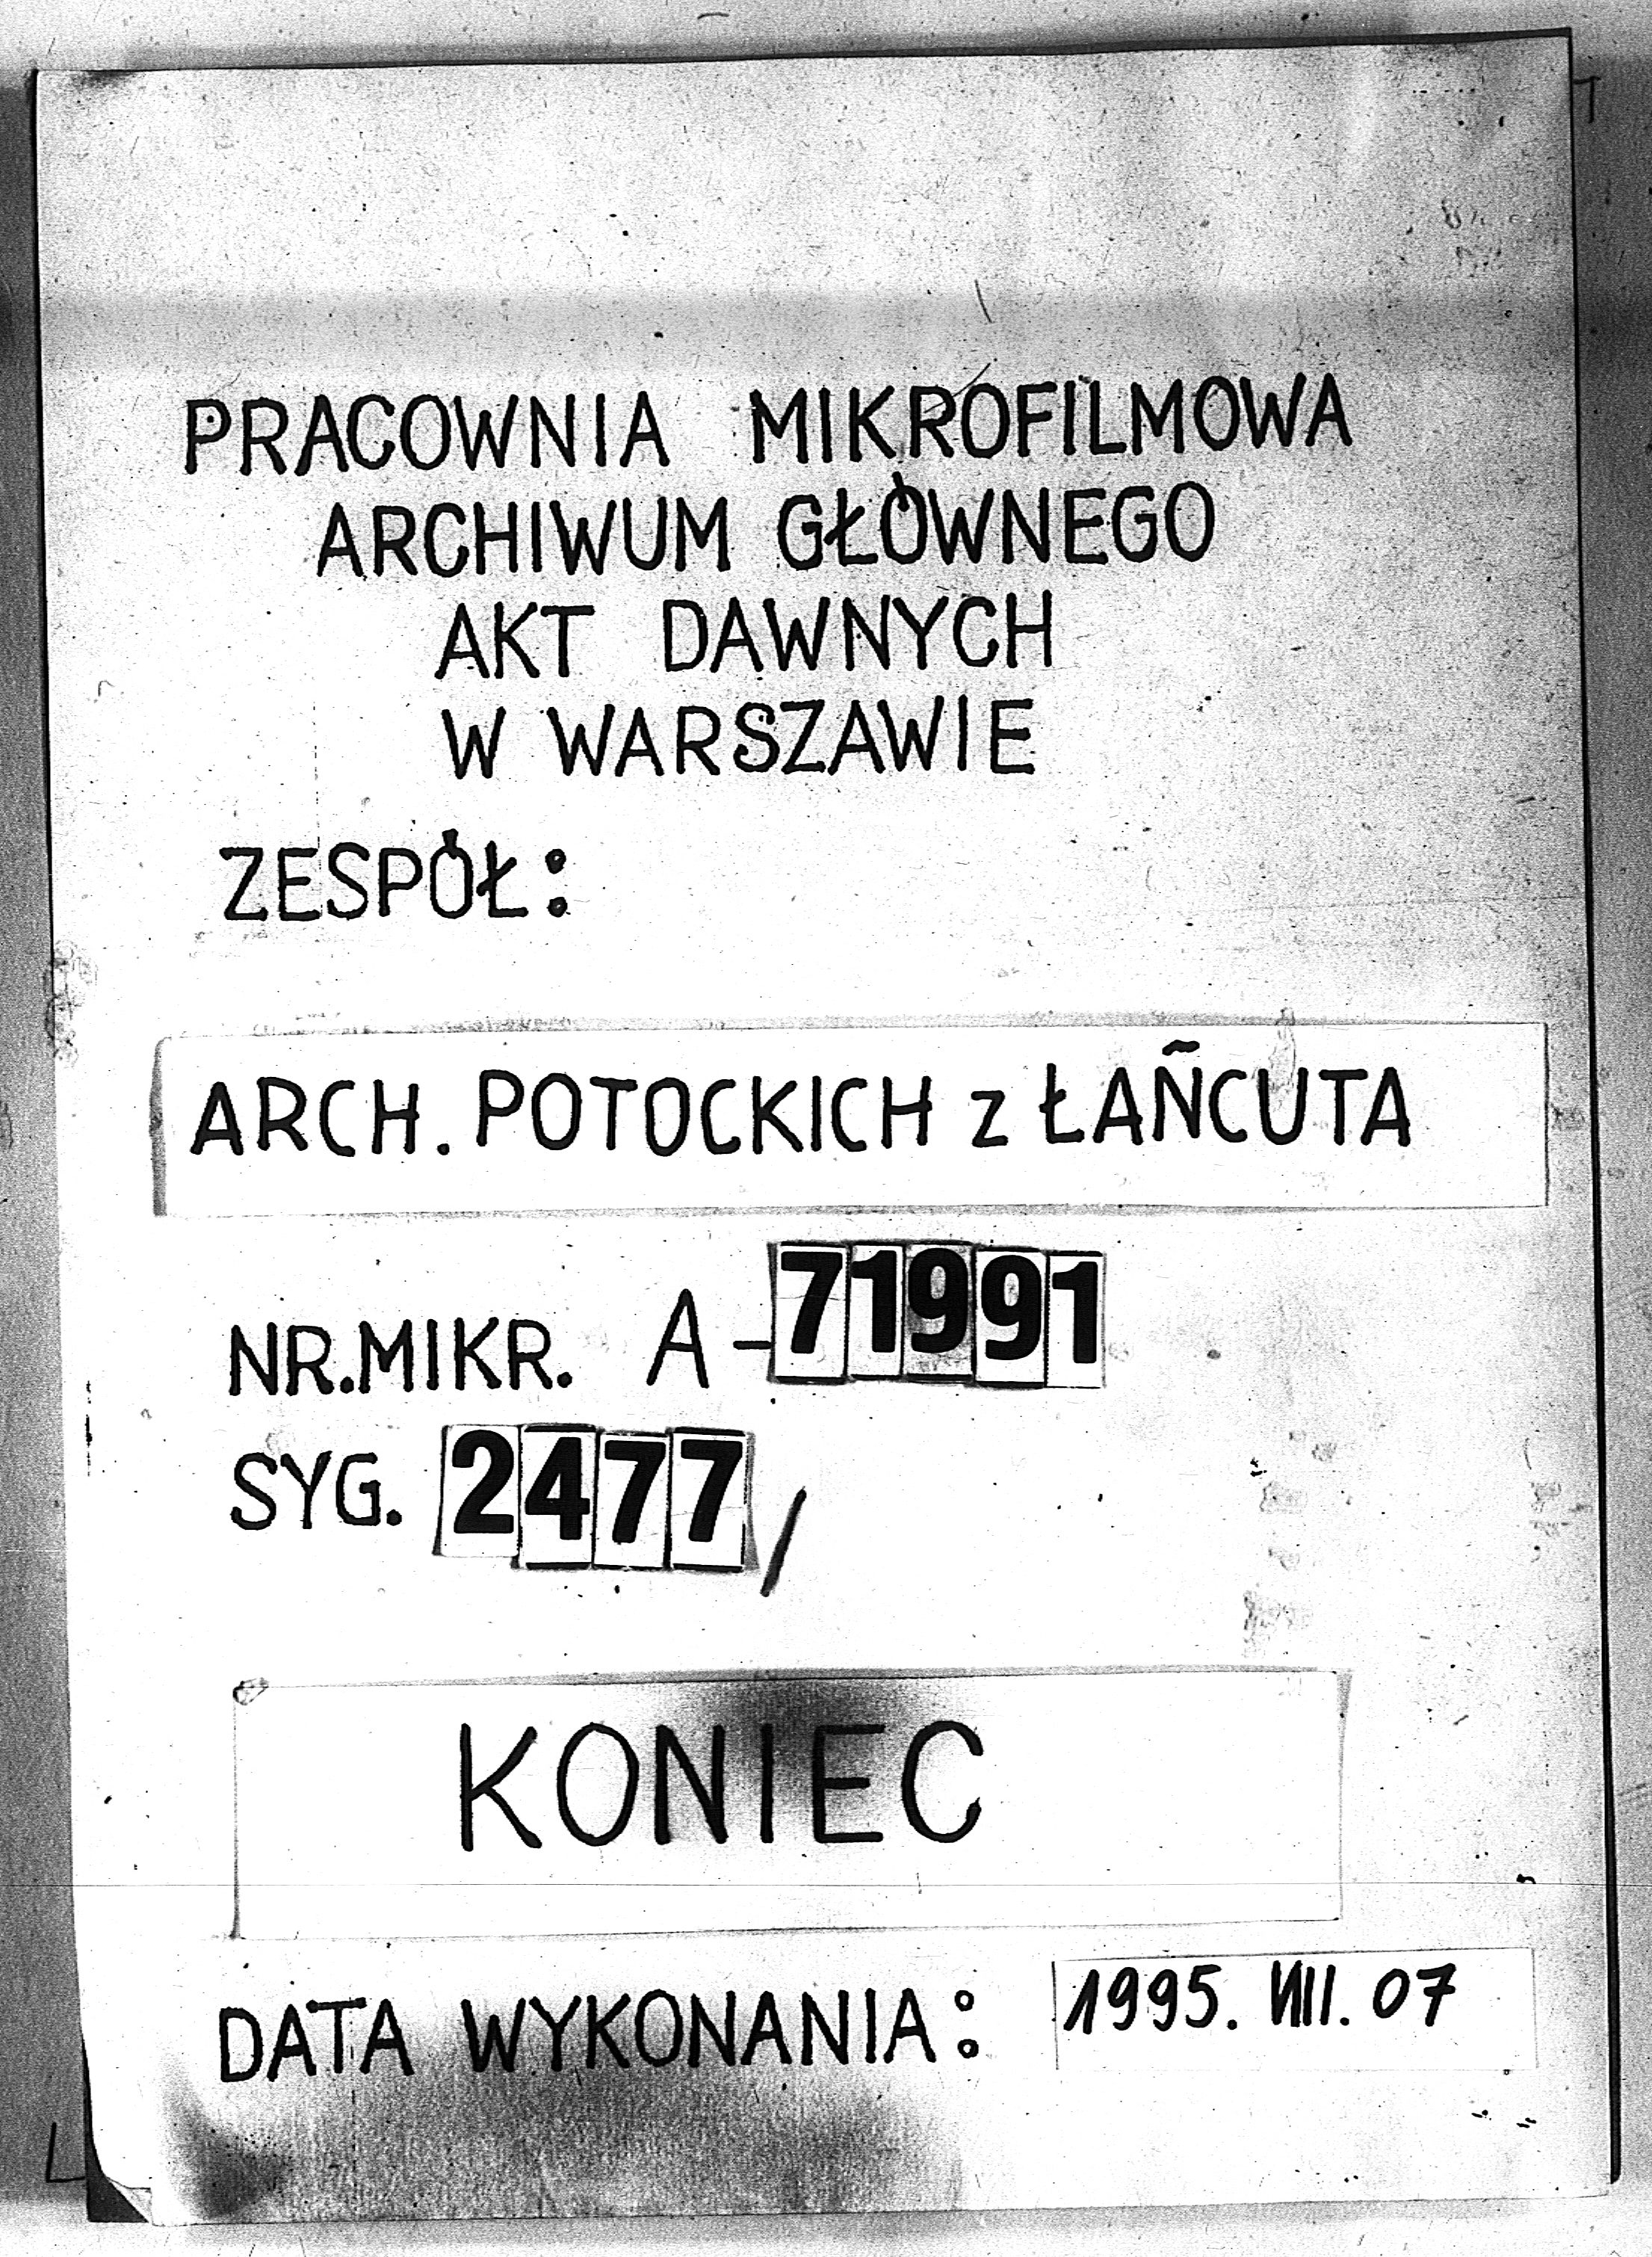 PRACOWNIA MIKROFILMOWA
ARCHIWUM GŁÓWNEGO
AKT DAWNYCH
W WARSZAWIE
ZESPÓŁ:
ARCH. POTOCKICH z ŁAÑCUTA
NR.MIKR. A-71991
SYG. 2477/
KONIEC
DATA WYKONANIA: 1995. VIII. 07